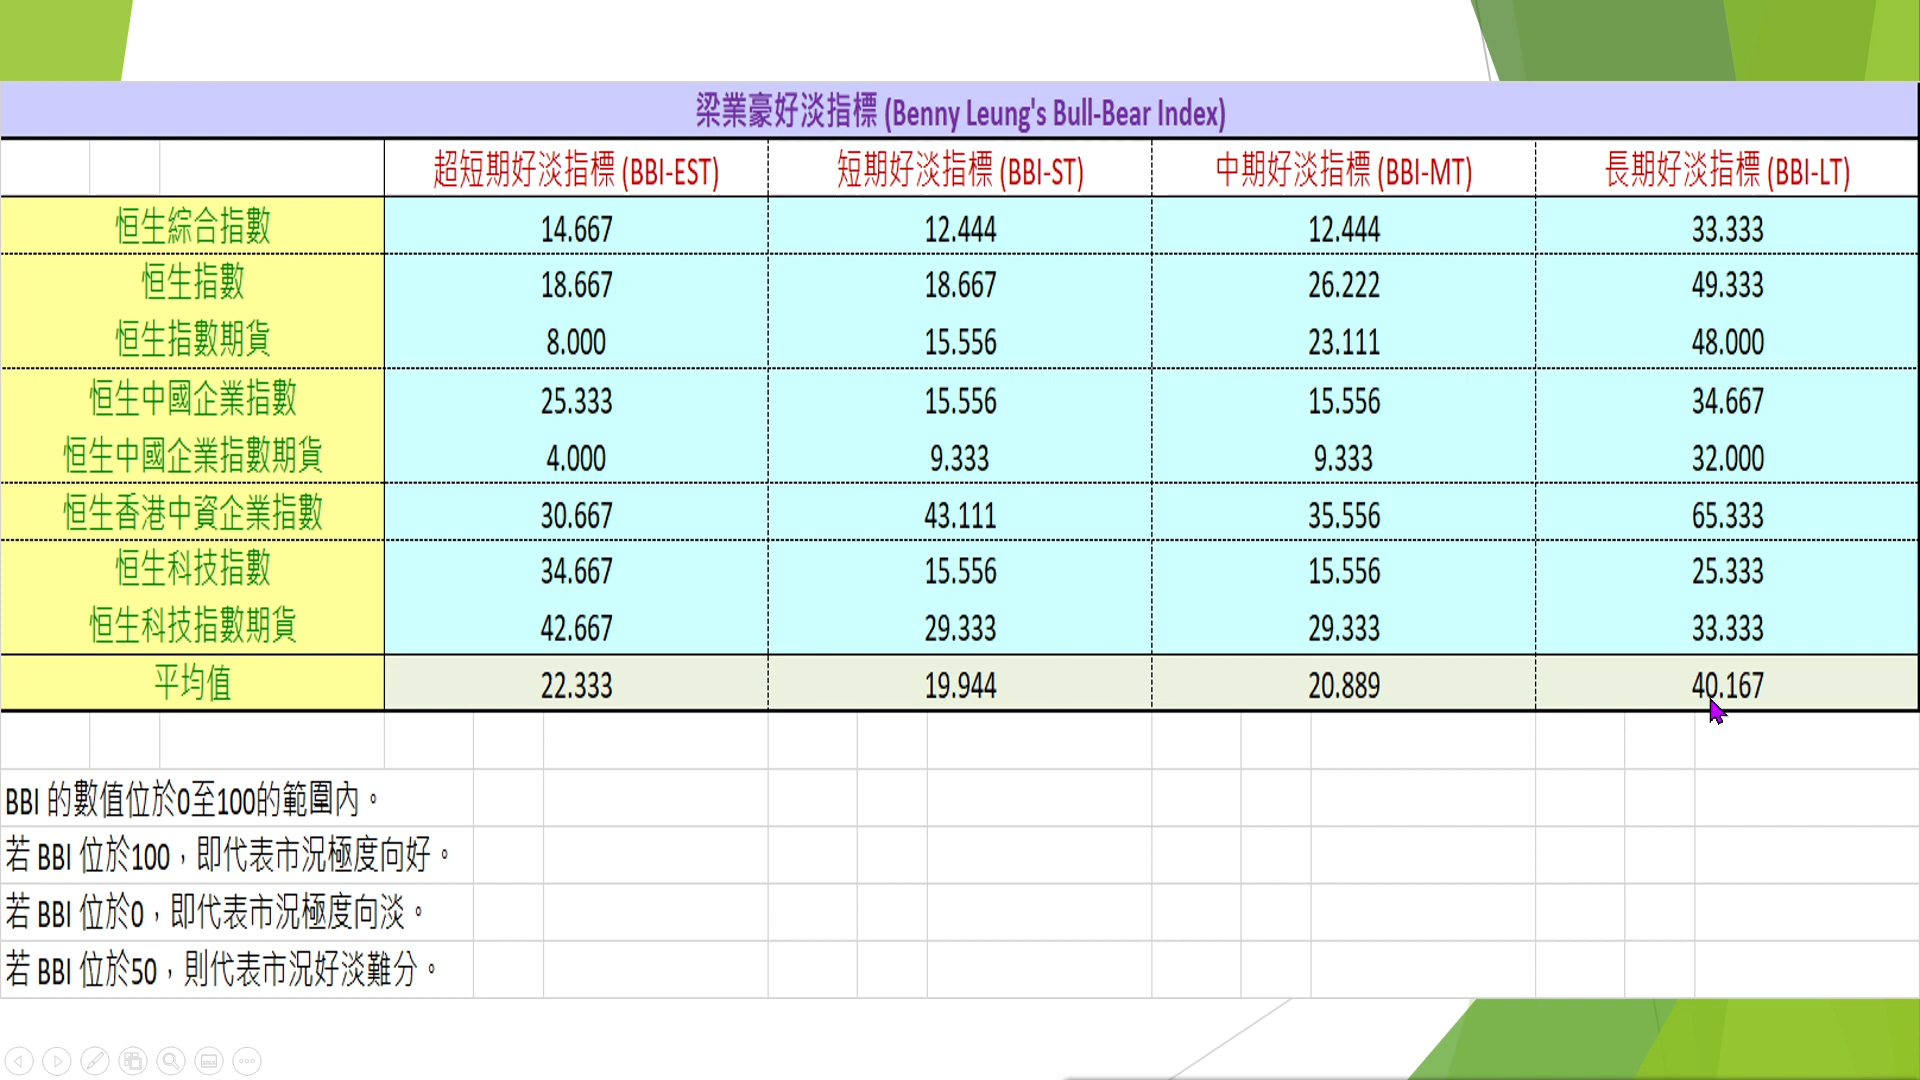 梁業豪好淡指標 (Benny Leung's Bull-Bear Index)
超短期好淡指標 (BBI-EST) 短期好淡指標 (BBI-ST) 中期好淡指標 (BBI-MT) 長期好淡指標 (BBI-LT)
恒生綜合指數 14.667 12.444 12.444 33.333
恒生指數 18.667 18.667 26.222 49.333
恒生指數期貨 8.000 15.556 23.111 48.000
恒生中國企業指數 25.333 15.556 15.556 34.667
恒生中國企業指數期貨 4.000 9.333 9.333 32.000
恒生香港中資企業指數 30.667 43.111 35.556 65.333
恒生科技指數 34.667 15.556 15.556 25.333
恒生科技指數期貨 42.667 29.333 29.333 33.333
平均值 22.333 19.944 20.889 40.167
BBI 的數值位於0至100的範圍內。
若 BBI 位於100，即代表市況極度向好。
若 BBI 位於0，即代表市況極度向淡。
若 BBI 位於50，則代表市況好淡難分。